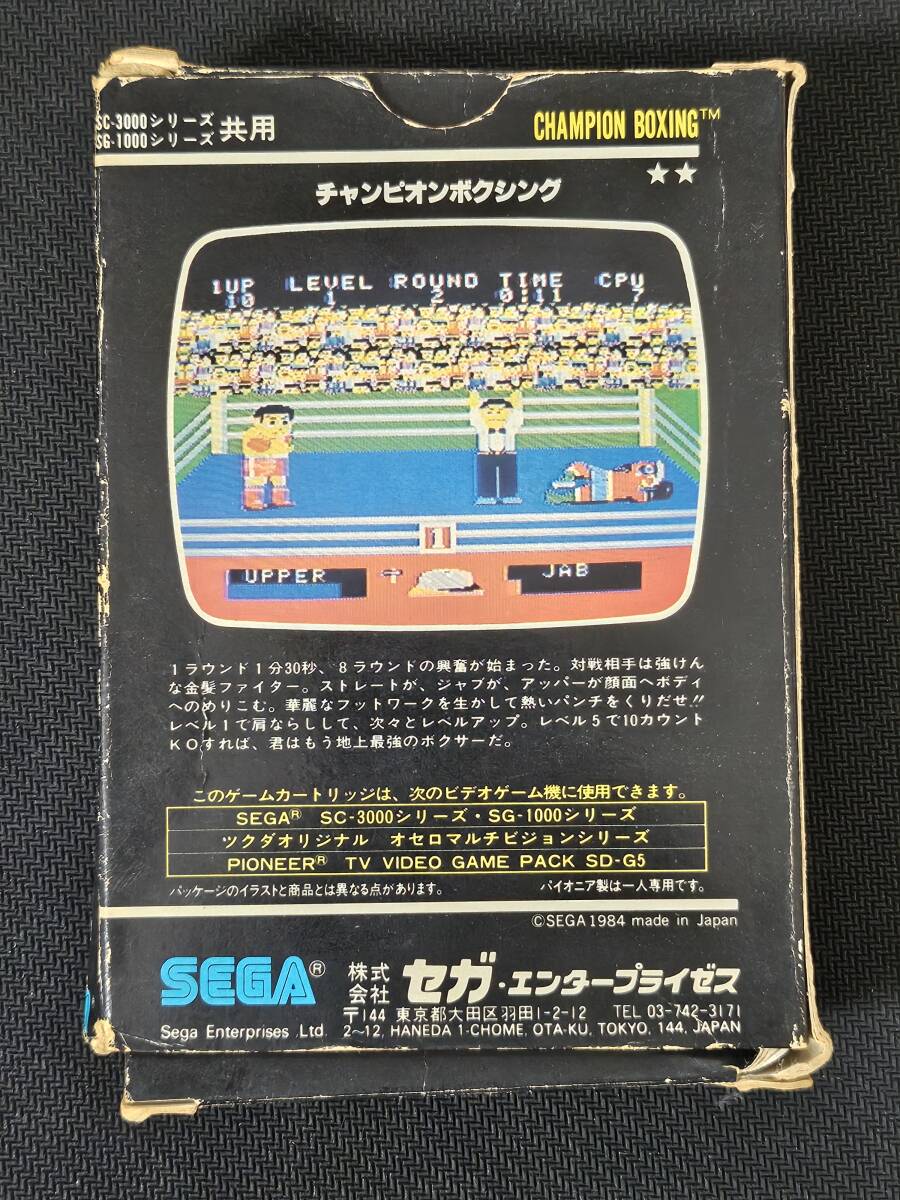 SC-3000シリーズ
SG-1000シリーズ 共用
CHAMPION BOXING™
★★
チャンピオンボクシング
1UP LEVEL ROUND TIME CPU
10 1 2 0:11 7
1
UPPER JAB
1ラウンド1分30秒、8ラウンドの興奮が始まった。対戦相手は強けん
な金髪ファイター。ストレートが、ジャブが、アッパーが顔面へボディ
へのめりこむ。華麗なフットワークを生かして熱いパンチをくりだせ!!
レベル1で肩ならしして、次々とレベルアップ。レベル5で10カウント
KOすれば、君はもう地上最強のボクサーだ。
このゲームカートリッジは、次のビデオゲーム機に使用できます。
SEGA® SC-3000シリーズ・SG-1000シリーズ
ツクダオリジナル オセロマルチビジョンシリーズ
PIONEER® TV VIDEO GAME PACK SD-G5
パッケージのイラストと商品とは異なる点があります。 パイオニア製は一人専用です。
©SEGA 1984 made in Japan
SEGA® 株式会社 セガ・エンタープライゼス
〒144 東京都大田区羽田1-2-12 TEL 03-742-3171
Sega Enterprises ,Ltd. 2~12, HANEDA 1-CHOME, OTA-KU, TOKYO, 144, JAPAN